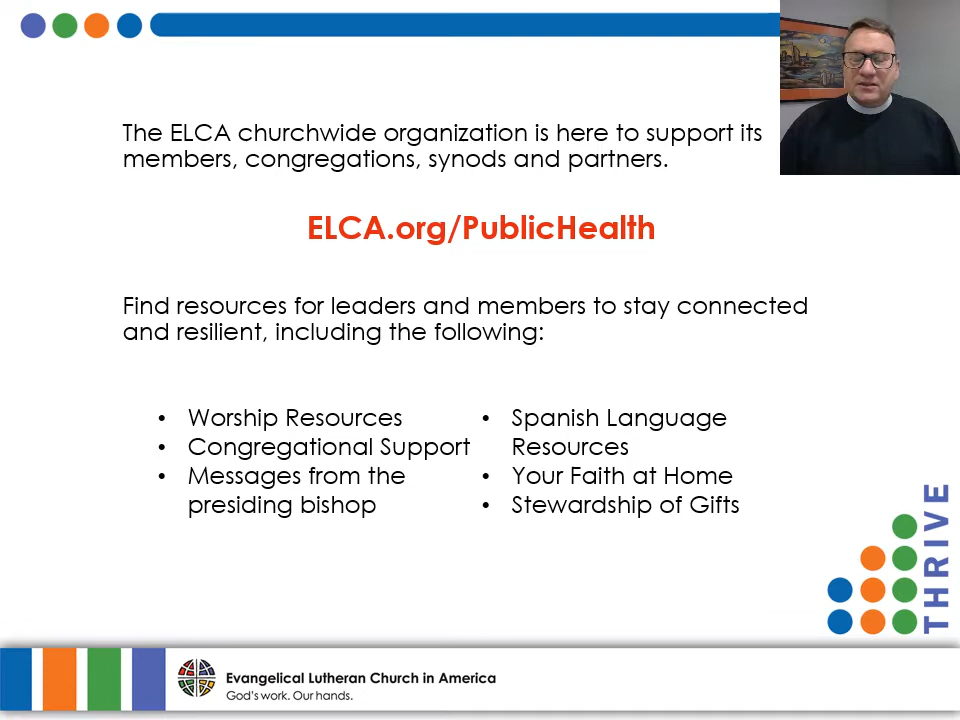 The ELCA churchwide organization is here to support its
members, congregations, synods and partners.
ELCA.org/PublicHealth
Find resources for leaders and members to stay connected
and resilient, including the following:
• Worship Resources
• Congregational Support
• Messages from the
presiding bishop
• Spanish Language
Resources
• Your Faith at Home
• Stewardship of Gifts
THRIVE
Evangelical Lutheran Church in America
God's work. Our hands.